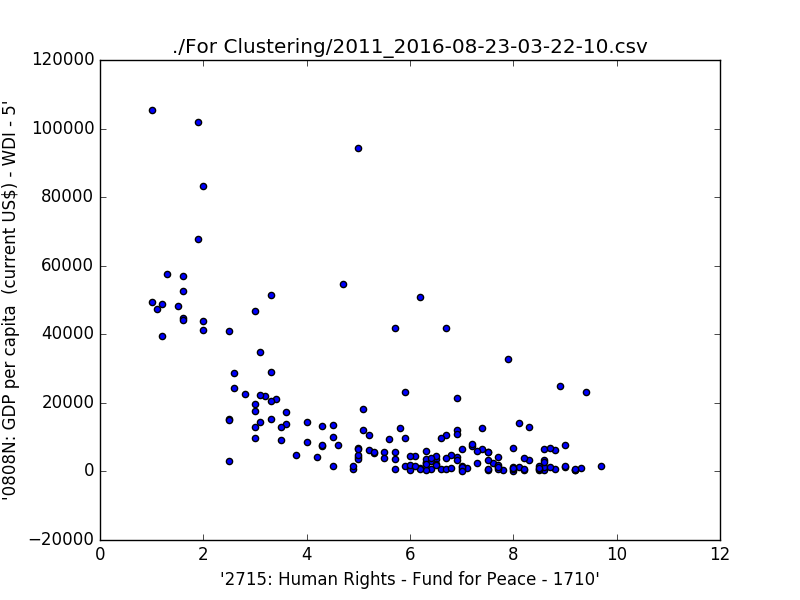 ./For Clustering/2011_2016-08-23-03-22-10.csv
120000
100000
80000
60000
40000
20000
0
−20000
'0808N: GDP per capita  (current US$) - WDI - 5'
0 2 4 6 8 10 12
'2715: Human Rights - Fund for Peace - 1710'